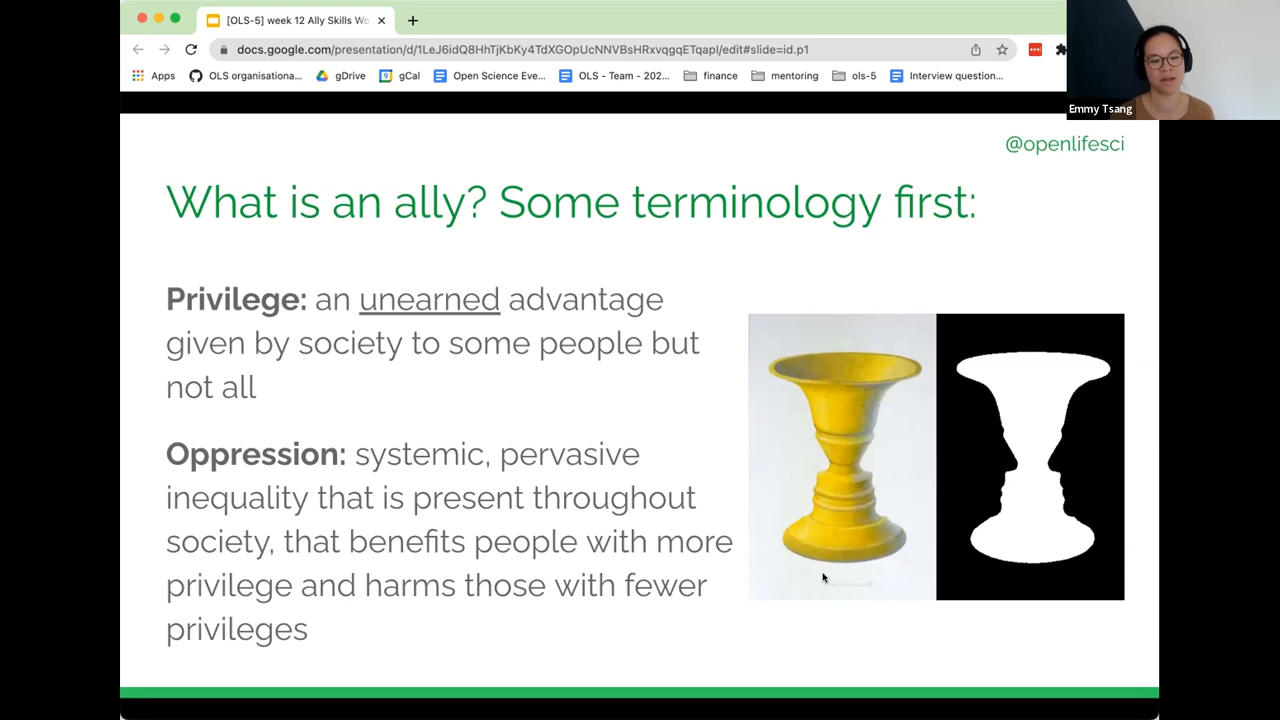 [OLS-5] week 12 Ally Skills Wo
docs.google.com/presentation/d/1LeJ6idQ8HhTjKbKy4TdXGOpUcNNVBsHRxvqgqETqapI/edit#slide=id.p1
Apps OLS organisationa... gDrive gCal Open Science Eve... OLS - Team - 202... finance mentoring ols-5 Interview question...
Emmy Tsang
@openlifesci
What is an ally? Some terminology first:
Privilege: an unearned advantage
given by society to some people but
not all
Oppression: systemic, pervasive
inequality that is present throughout
society, that benefits people with more
privilege and harms those with fewer
privileges